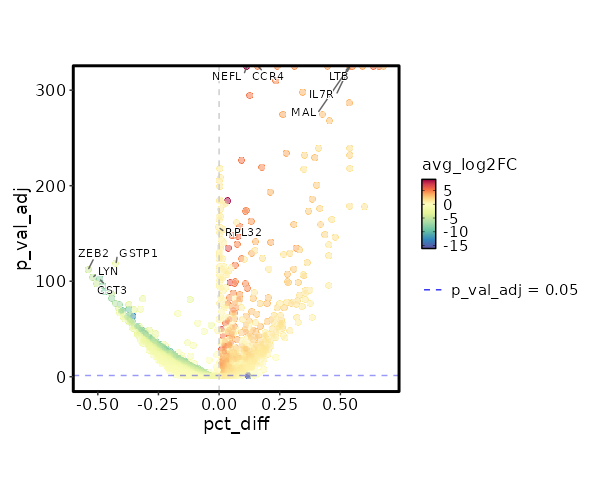 NEFL CCR4 LTB
IL7R
MAL
RPL32
ZEB2 GSTP1
LYN
CST3
300
200
100
0
p_val_adj
-0.50 -0.25 0.00 0.25 0.50
pct_diff
avg_log2FC
5
0
-5
-10
-15
p_val_adj = 0.05